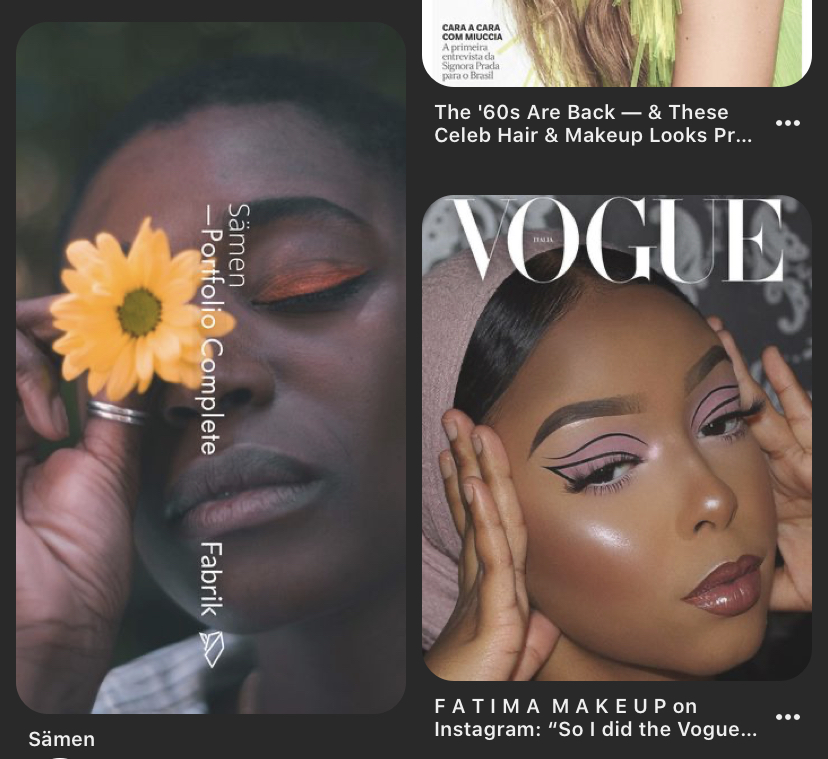 Sämen
—Portfolio Complete
Fabrik
Sämen
CARA A CARA
COM MIUCCIA
A primeira
entrevista da
Signora Prada
para o Brasil
The '60s Are Back — & These
Celeb Hair & Makeup Looks Pr...
VOGUE
ITALIA
F A T I M A M A K E U P on
Instagram: “So I did the Vogue...